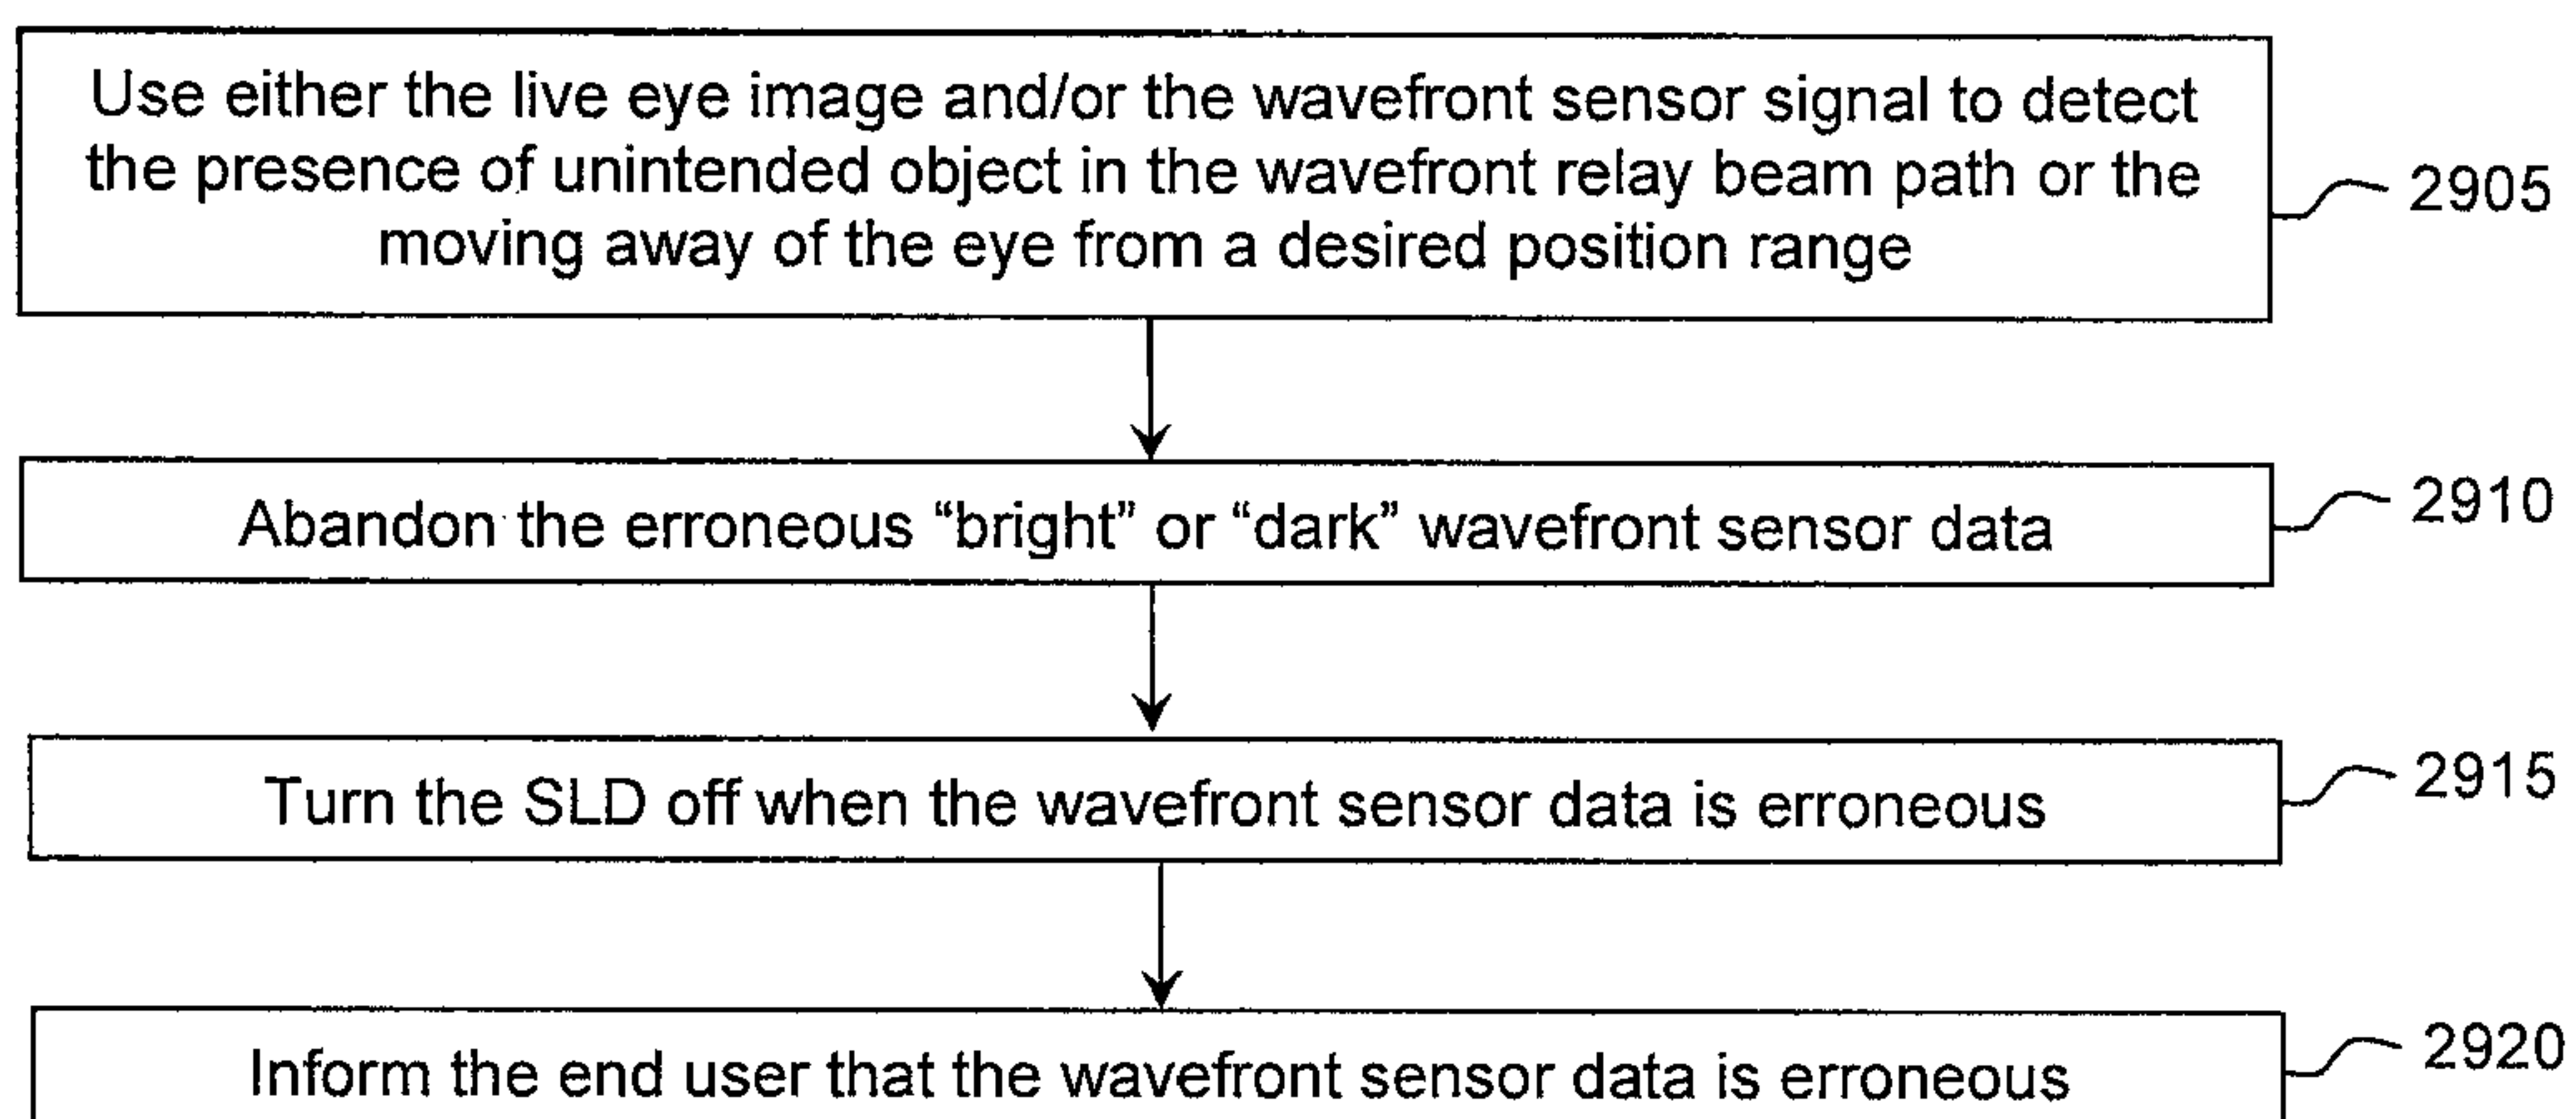 Use either the live eye image and/or the wavefront sensor signal to detect
the presence of unintended object in the wavefront relay beam path or the
moving away of the eye from a desired position range
2905
Abandon the erroneous “bright” or “dark” wavefront sensor data
2910
Turn the SLD off when the wavefront sensor data is erroneous
2915
Inform the end user that the wavefront sensor data is erroneous
2920